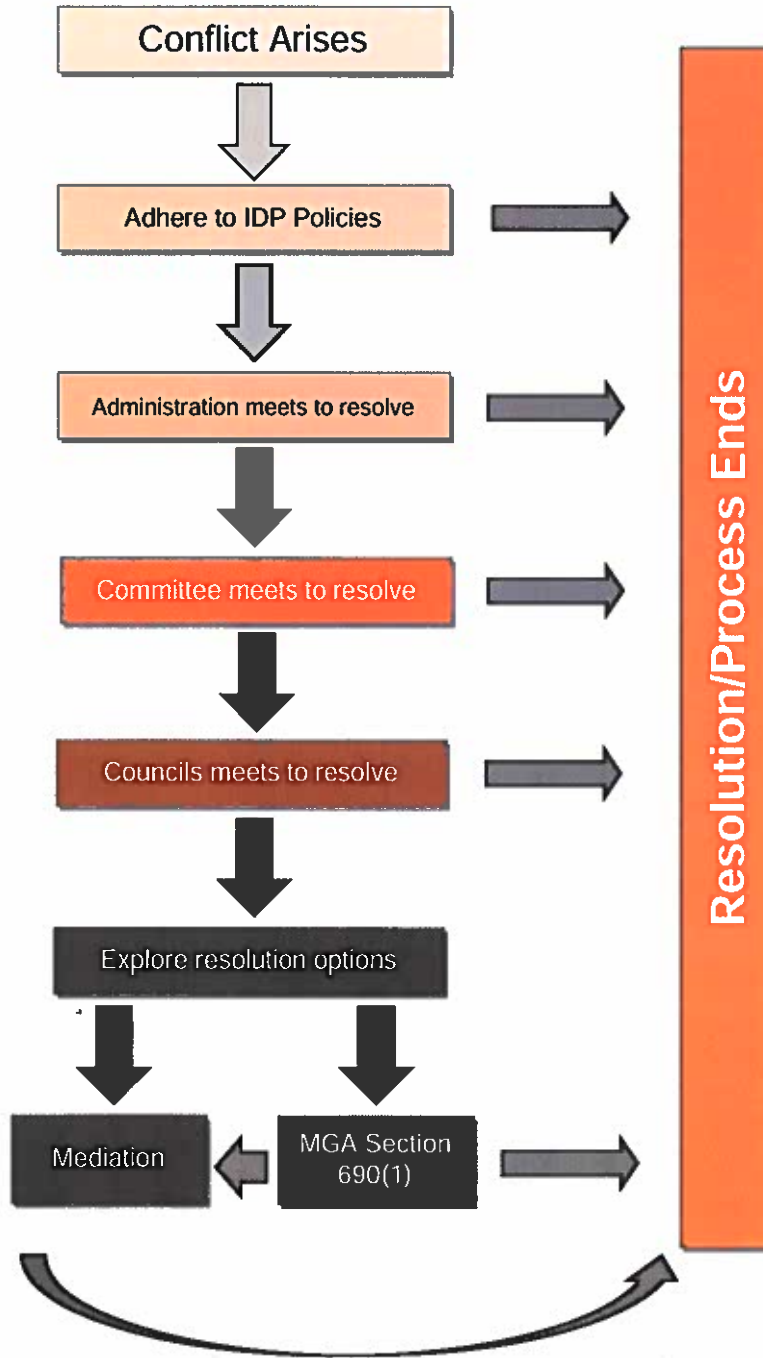 Conflict Arises
Adhere to IDP Policies
Administration meets to resolve
Committee meets to resolve
Councils meets to resolve
Explore resolution options
Mediation
MGA Section
690(1)
Resolution/Process Ends